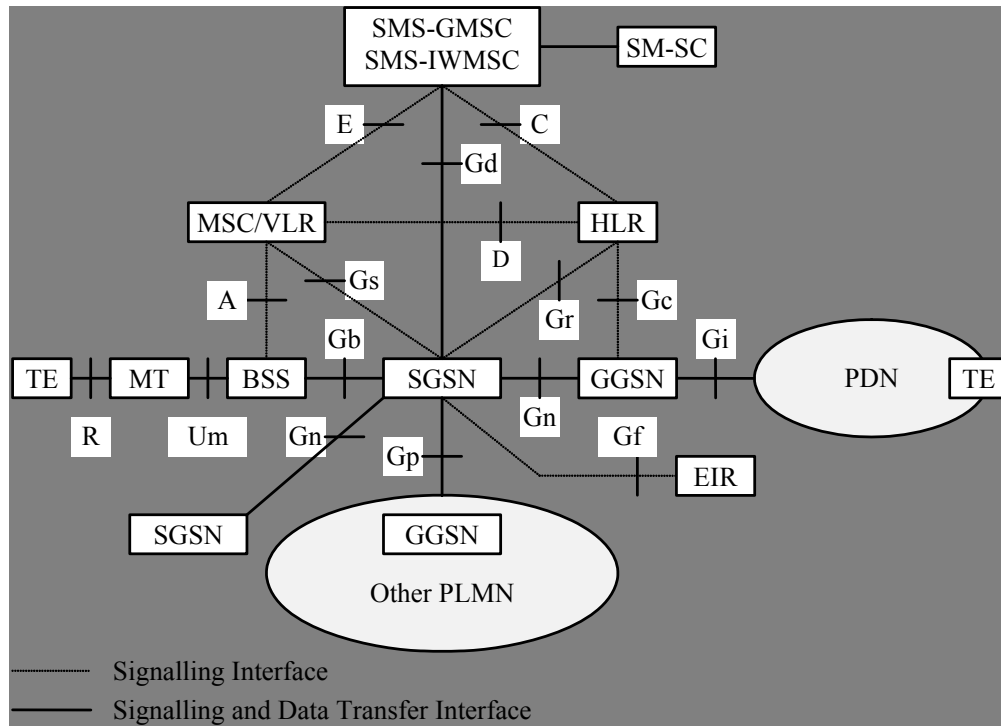 SMS-GMSC
SMS-IWMSC
SM-SC
E
C
Gd
MSC/VLR
HLR
D
A
Gs
Gr
Gc
Gb
Gi
TE
MT
BSS
SGSN
GGSN
PDN
TE
R
Um
Gn
Gn
Gf
Gp
EIR
SGSN
GGSN
Other PLMN
Signalling Interface
Signalling and Data Transfer Interface